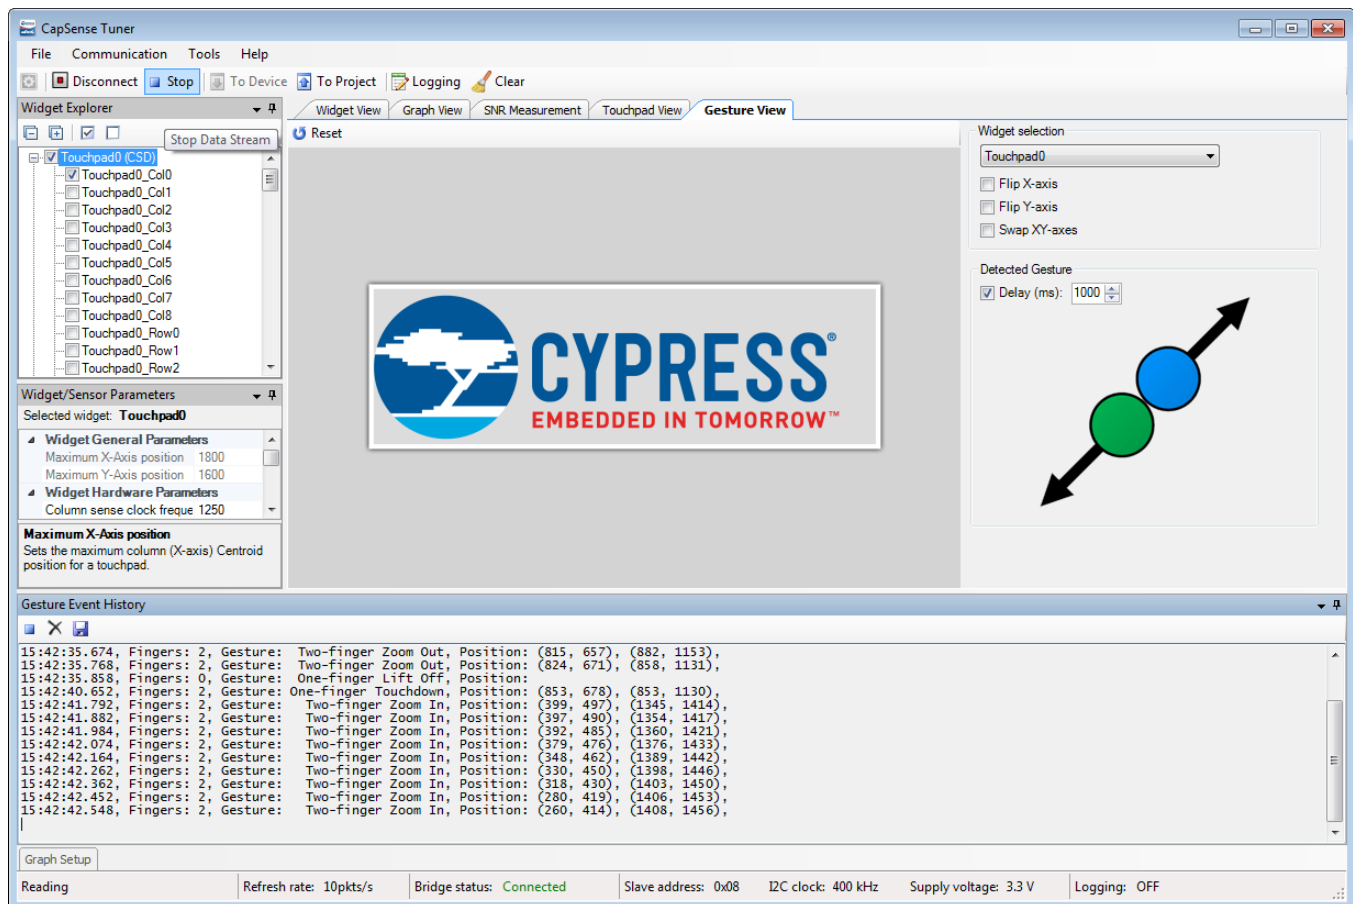 CapSense Tuner
File Communication Tools Help
Disconnect Stop To Device To Project Logging Clear
Widget Explorer
Widget View Graph View SNR Measurement Touchpad View Gesture View
Stop Data Stream
Reset
Touchpad0 (CSD)
Touchpad0_Col0
Touchpad0_Col1
Touchpad0_Col2
Touchpad0_Col3
Touchpad0_Col4
Touchpad0_Col5
Touchpad0_Col6
Touchpad0_Col7
Touchpad0_Col8
Touchpad0_Row0
Touchpad0_Row1
Touchpad0_Row2
Widget/Sensor Parameters
Selected widget: Touchpad0
Widget General Parameters
Maximum X-Axis position 1800
Maximum Y-Axis position 1600
Widget Hardware Parameters
Column sense clock freque 1250
Maximum X-Axis position
Sets the maximum column (X-axis) Centroid
position for a touchpad.
CYPRESS®
EMBEDDED IN TOMORROW™
Widget selection
Touchpad0
Flip X-axis
Flip Y-axis
Swap XY-axes
Detected Gesture
Delay (ms): 1000
Gesture Event History
15:42:35.674, Fingers: 2, Gesture: Two-finger Zoom Out, Position: (815, 657), (882, 1153),
15:42:35.768, Fingers: 2, Gesture: Two-finger Zoom Out, Position: (824, 671), (858, 1131),
15:42:35.858, Fingers: 0, Gesture: One-finger Lift Off, Position:
15:42:40.652, Fingers: 2, Gesture: One-finger Touchdown, Position: (853, 678), (853, 1130),
15:42:41.792, Fingers: 2, Gesture: Two-finger Zoom In, Position: (399, 497), (1345, 1414),
15:42:41.882, Fingers: 2, Gesture: Two-finger Zoom In, Position: (397, 490), (1354, 1417),
15:42:41.984, Fingers: 2, Gesture: Two-finger Zoom In, Position: (392, 485), (1360, 1421),
15:42:42.074, Fingers: 2, Gesture: Two-finger Zoom In, Position: (379, 476), (1376, 1433),
15:42:42.164, Fingers: 2, Gesture: Two-finger Zoom In, Position: (348, 462), (1389, 1442),
15:42:42.262, Fingers: 2, Gesture: Two-finger Zoom In, Position: (330, 450), (1398, 1446),
15:42:42.362, Fingers: 2, Gesture: Two-finger Zoom In, Position: (318, 430), (1403, 1450),
15:42:42.452, Fingers: 2, Gesture: Two-finger Zoom In, Position: (280, 419), (1406, 1453),
15:42:42.548, Fingers: 2, Gesture: Two-finger Zoom In, Position: (260, 414), (1408, 1456),
Graph Setup
Reading Refresh rate: 10pkts/s Bridge status: Connected Slave address: 0x08 I2C clock: 400 kHz Supply voltage: 3.3 V Logging: OFF